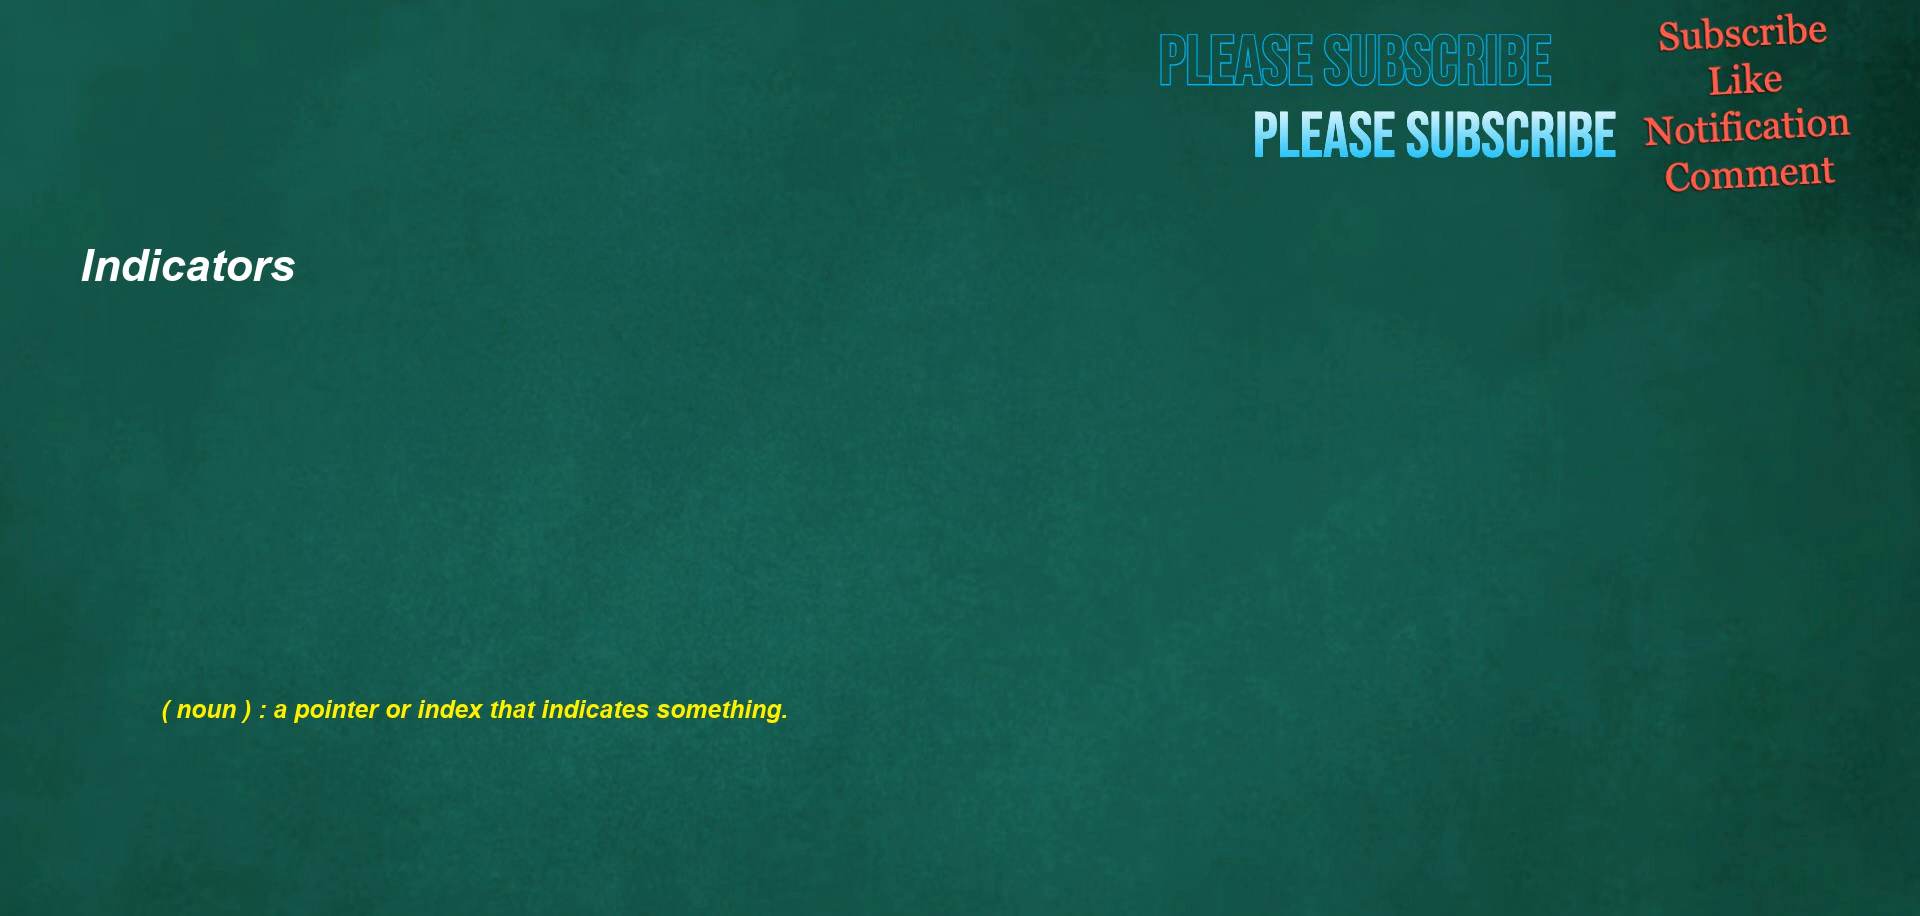 PLEASE SUBSCRIBE
PLEASE SUBSCRIBE
Subscribe
Like
Notification
Comment
Indicators
( noun ) : a pointer or index that indicates something.